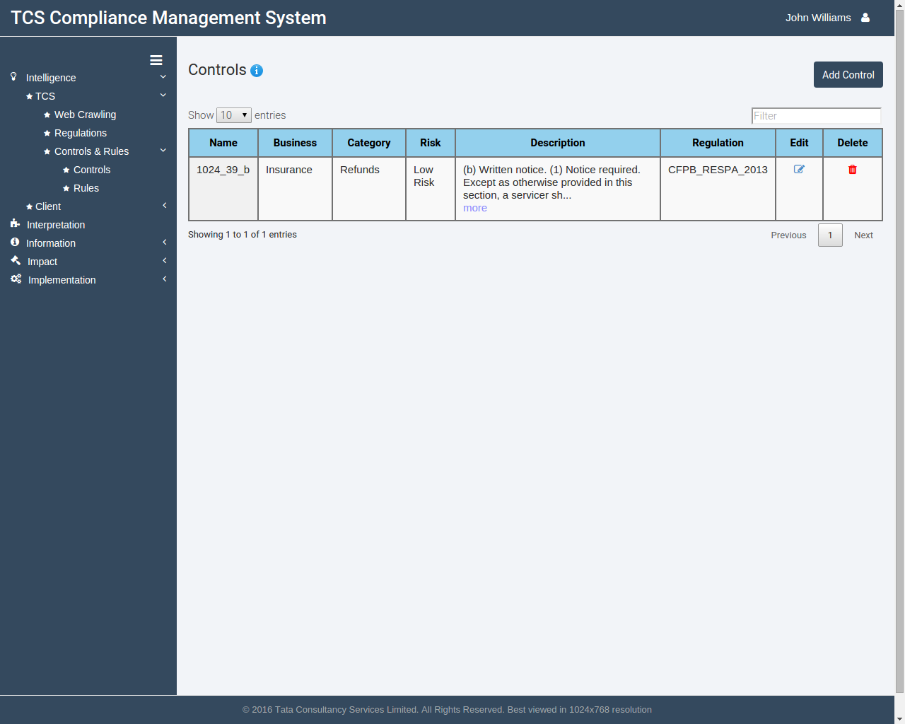 TCS Compliance Management System
John Williams
Intelligence
TCS
Web Crawling
Regulations
Controls & Rules
Controls
Rules
Client
Interpretation
Information
Impact
Implementation
Controls
Add Control
Show 10 entries
Filter
Name Business Category Risk Description Regulation Edit Delete
1024_39_b Insurance Refunds Low (b) Written notice. (1) Notice required. CFPB_RESPA_2013
Risk Except as otherwise provided in this
section, a servicer sh...
more
Showing 1 to 1 of 1 entries
Previous 1 Next
© 2016 Tata Consultancy Services Limited. All Rights Reserved. Best viewed in 1024x768 resolution